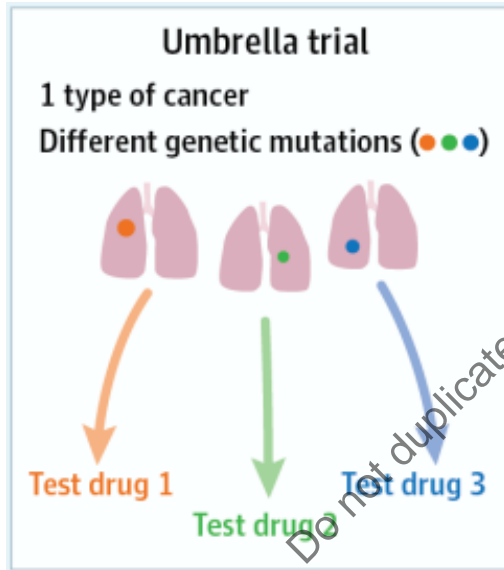 Umbrella trial
1 type of cancer
Different genetic mutations (●●●)
Test drug 1
Test drug 2
Test drug 3
Do not duplicate